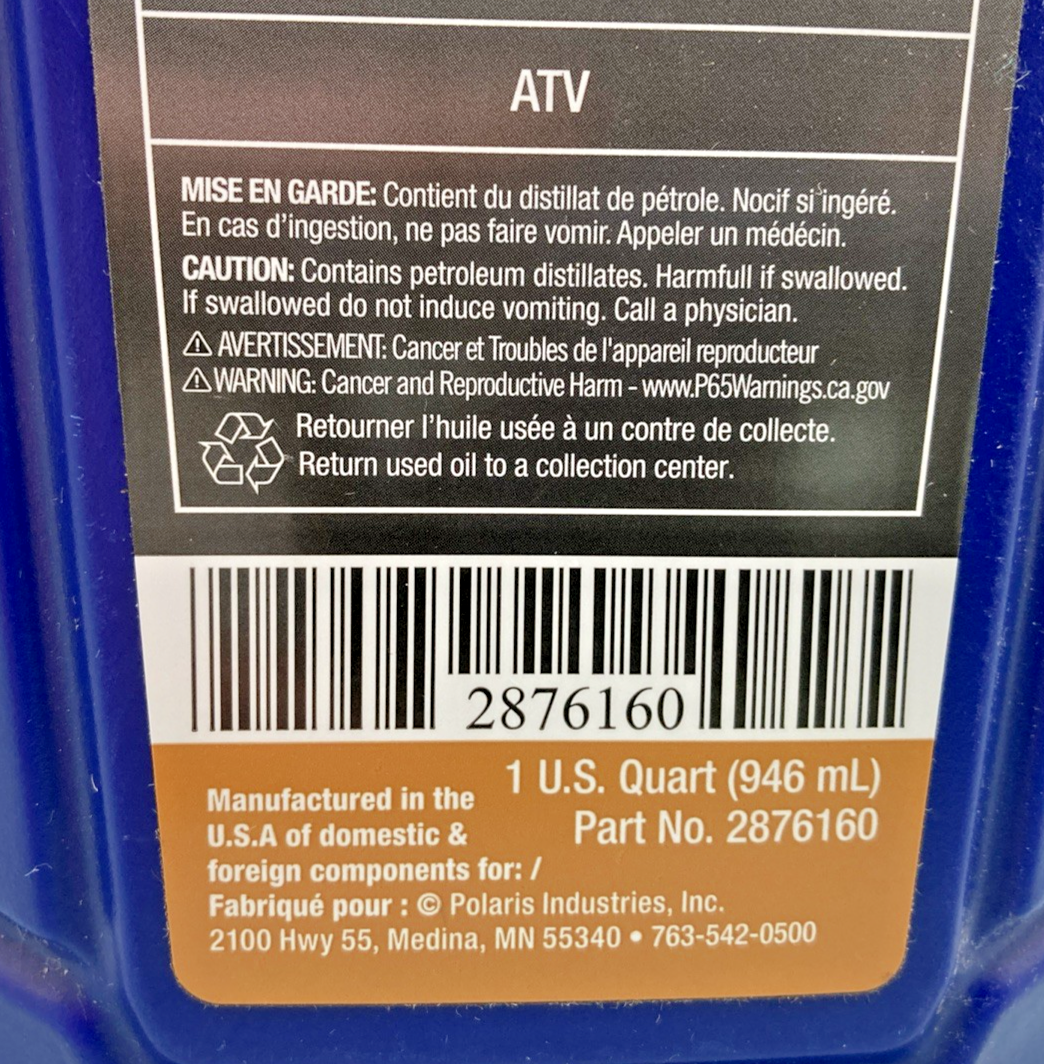 ATV
MISE EN GARDE: Contient du distillat de pétrole. Nocif si ingéré.
En cas d'ingestion, ne pas faire vomir. Appeler un médécin.
CAUTION: Contains petroleum distillates. Harmfull if swallowed.
If swallowed do not induce vomiting. Call a physician.
⚠ AVERTISSEMENT: Cancer et Troubles de l'appareil reproducteur
⚠ WARNING: Cancer and Reproductive Harm - www.P65Warnings.ca.gov
Retourner l'huile usée à un contre de collecte.
Return used oil to a collection center.
2876160
1 U.S. Quart (946 mL)
Part No. 2876160
Manufactured in the
U.S.A of domestic &
foreign components for: /
Fabriqué pour : © Polaris Industries, Inc.
2100 Hwy 55, Medina, MN 55340 • 763-542-0500